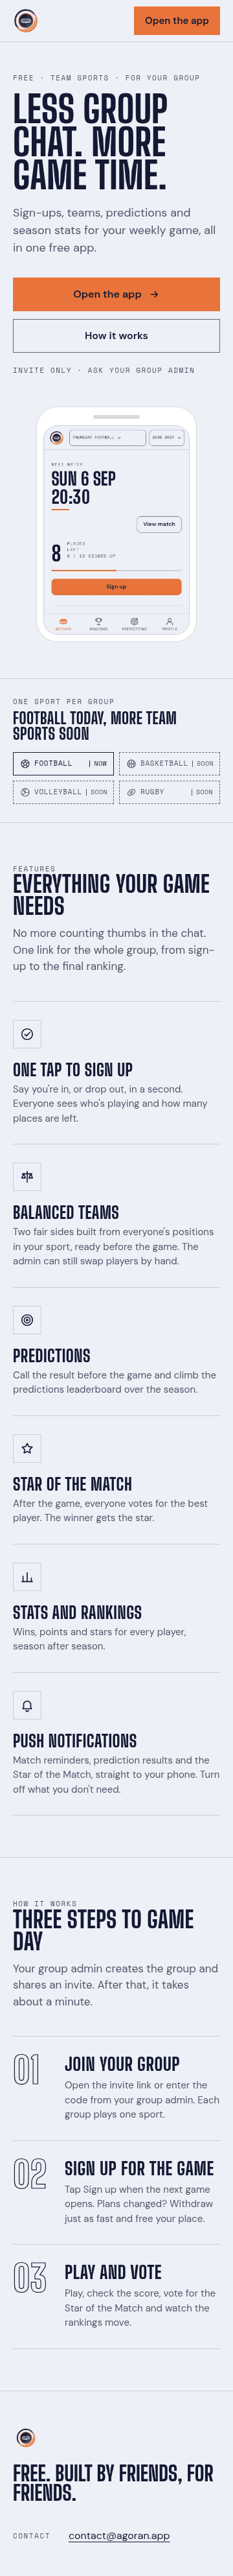 Open the app
FREE · TEAM SPORTS · FOR YOUR GROUP
LESS GROUP
CHAT. MORE
GAME TIME.
Sign-ups, teams, predictions and
season stats for your weekly game, all
in one free app.
Open the app →
How it works
INVITE ONLY · ASK YOUR GROUP ADMIN
THURSDAY FOOTBALL
2026-2027
NEXT MATCH
SUN 6 SEP
20:30
View match
8 PLACES
LEFT
Sign up
MATCHES RANKING PREDICTIONS PROFILE
ONE SPORT PER GROUP
FOOTBALL TODAY, MORE TEAM
SPORTS SOON
FOOTBALL | NOW
BASKETBALL | SOON
VOLLEYBALL | SOON
RUGBY | SOON
FEATURES
EVERYTHING YOUR GAME
NEEDS
No more counting thumbs in the chat.
One link for the whole group, from sign-
up to the final ranking.
ONE TAP TO SIGN UP
Say you're in, or drop out, in a second.
Everyone sees who's playing and how many
places are left.
BALANCED TEAMS
Two fair sides built from everyone's positions
in your sport, ready before the game. The
admin can still swap players by hand.
PREDICTIONS
Call the result before the game and climb the
predictions leaderboard over the season.
STAR OF THE MATCH
After the game, everyone votes for the best
player. The winner gets the star.
STATS AND RANKINGS
Wins, points and stars for every player,
season after season.
PUSH NOTIFICATIONS
Match reminders, prediction results and the
Star of the Match, straight to your phone. Turn
off what you don't need.
HOW IT WORKS
THREE STEPS TO GAME
DAY
Your group admin creates the group and
shares an invite. After that, it takes
about a minute.
01 JOIN YOUR GROUP
Open the invite link or enter the
code from your group admin. Each
group plays one sport.
02 SIGN UP FOR THE GAME
Tap Sign up when the next game
opens. Plans changed? Withdraw
just as fast and free your place.
03 PLAY AND VOTE
Play, check the score, vote for the
Star of the Match and watch the
rankings move.
FREE. BUILT BY FRIENDS, FOR
FRIENDS.
CONTACT contact@agoran.app